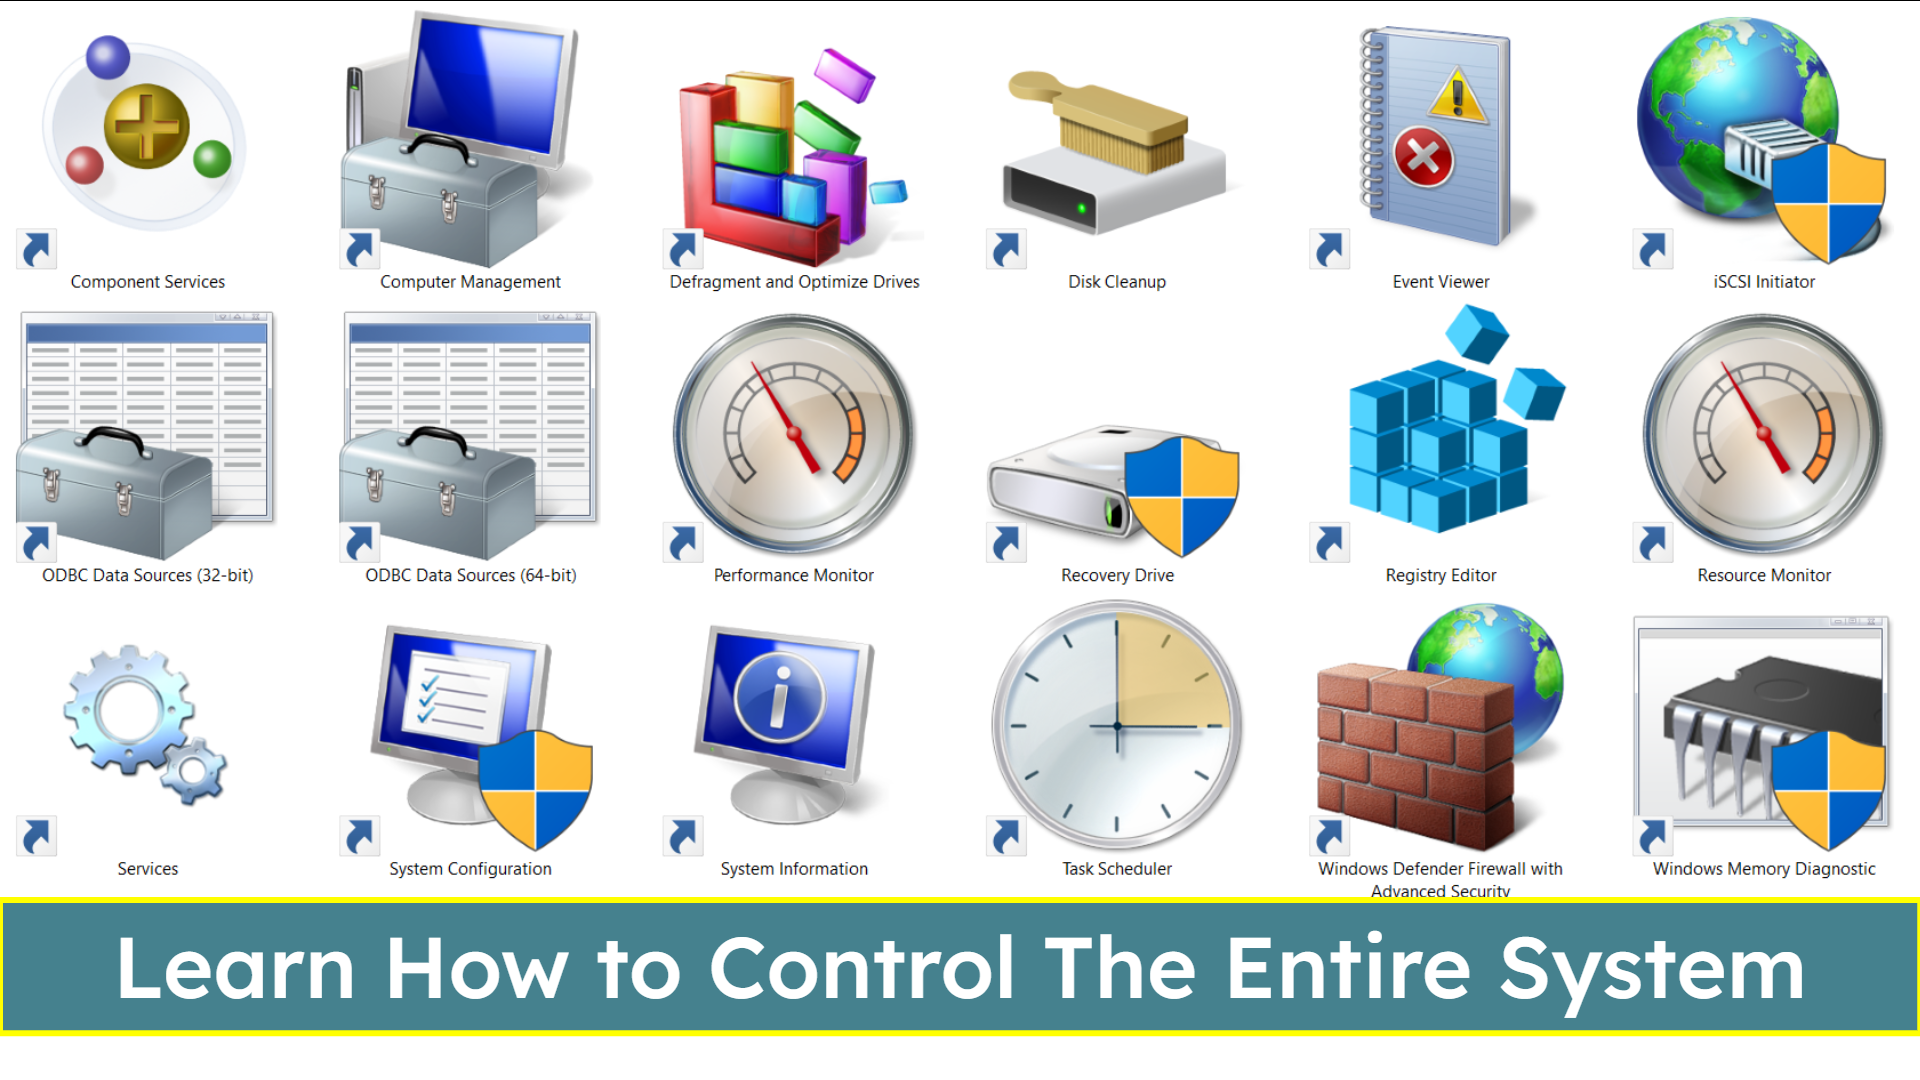 Component Services
Computer Management
Defragment and Optimize Drives
Disk Cleanup
Event Viewer
iSCSI Initiator
ODBC Data Sources (32-bit)
ODBC Data Sources (64-bit)
Performance Monitor
Recovery Drive
Registry Editor
Resource Monitor
Services
System Configuration
System Information
Task Scheduler
Windows Defender Firewall with
Advanced Security
Windows Memory Diagnostic
Learn How to Control The Entire System